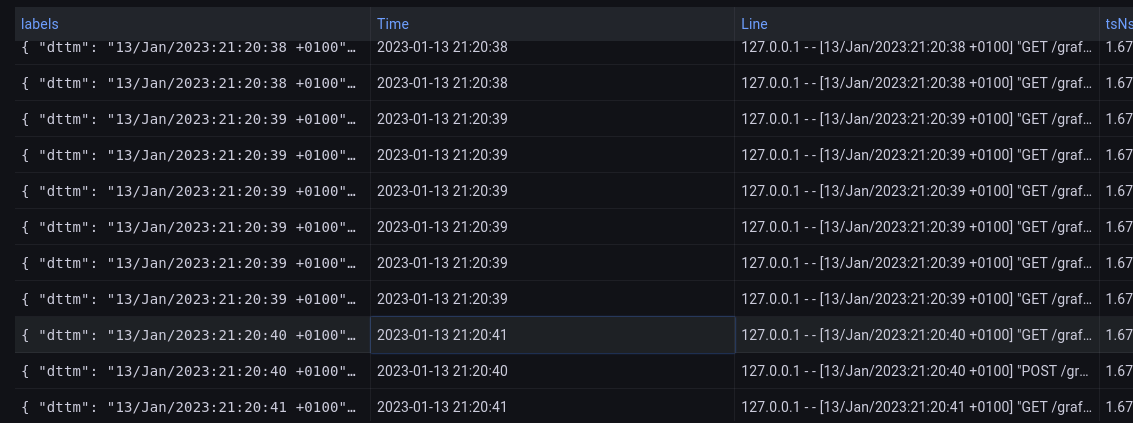 labels Time Line tsNs
{ "dttm": "13/Jan/2023:21:20:38 +0100"… 2023-01-13 21:20:38 127.0.0.1 - - [13/Jan/2023:21:20:38 +0100] "GET /graf… 1.67
{ "dttm": "13/Jan/2023:21:20:38 +0100"… 2023-01-13 21:20:38 127.0.0.1 - - [13/Jan/2023:21:20:38 +0100] "GET /graf… 1.67
{ "dttm": "13/Jan/2023:21:20:39 +0100"… 2023-01-13 21:20:39 127.0.0.1 - - [13/Jan/2023:21:20:39 +0100] "GET /graf… 1.67
{ "dttm": "13/Jan/2023:21:20:39 +0100"… 2023-01-13 21:20:39 127.0.0.1 - - [13/Jan/2023:21:20:39 +0100] "GET /graf… 1.67
{ "dttm": "13/Jan/2023:21:20:39 +0100"… 2023-01-13 21:20:39 127.0.0.1 - - [13/Jan/2023:21:20:39 +0100] "GET /graf… 1.67
{ "dttm": "13/Jan/2023:21:20:39 +0100"… 2023-01-13 21:20:39 127.0.0.1 - - [13/Jan/2023:21:20:39 +0100] "GET /graf… 1.67
{ "dttm": "13/Jan/2023:21:20:39 +0100"… 2023-01-13 21:20:39 127.0.0.1 - - [13/Jan/2023:21:20:39 +0100] "GET /graf… 1.67
{ "dttm": "13/Jan/2023:21:20:39 +0100"… 2023-01-13 21:20:39 127.0.0.1 - - [13/Jan/2023:21:20:39 +0100] "GET /graf… 1.67
{ "dttm": "13/Jan/2023:21:20:40 +0100"… 2023-01-13 21:20:41 127.0.0.1 - - [13/Jan/2023:21:20:40 +0100] "GET /graf… 1.67
{ "dttm": "13/Jan/2023:21:20:40 +0100"… 2023-01-13 21:20:40 127.0.0.1 - - [13/Jan/2023:21:20:40 +0100] "POST /gr… 1.67
{ "dttm": "13/Jan/2023:21:20:41 +0100"… 2023-01-13 21:20:41 127.0.0.1 - - [13/Jan/2023:21:20:41 +0100] "GET /graf… 1.67